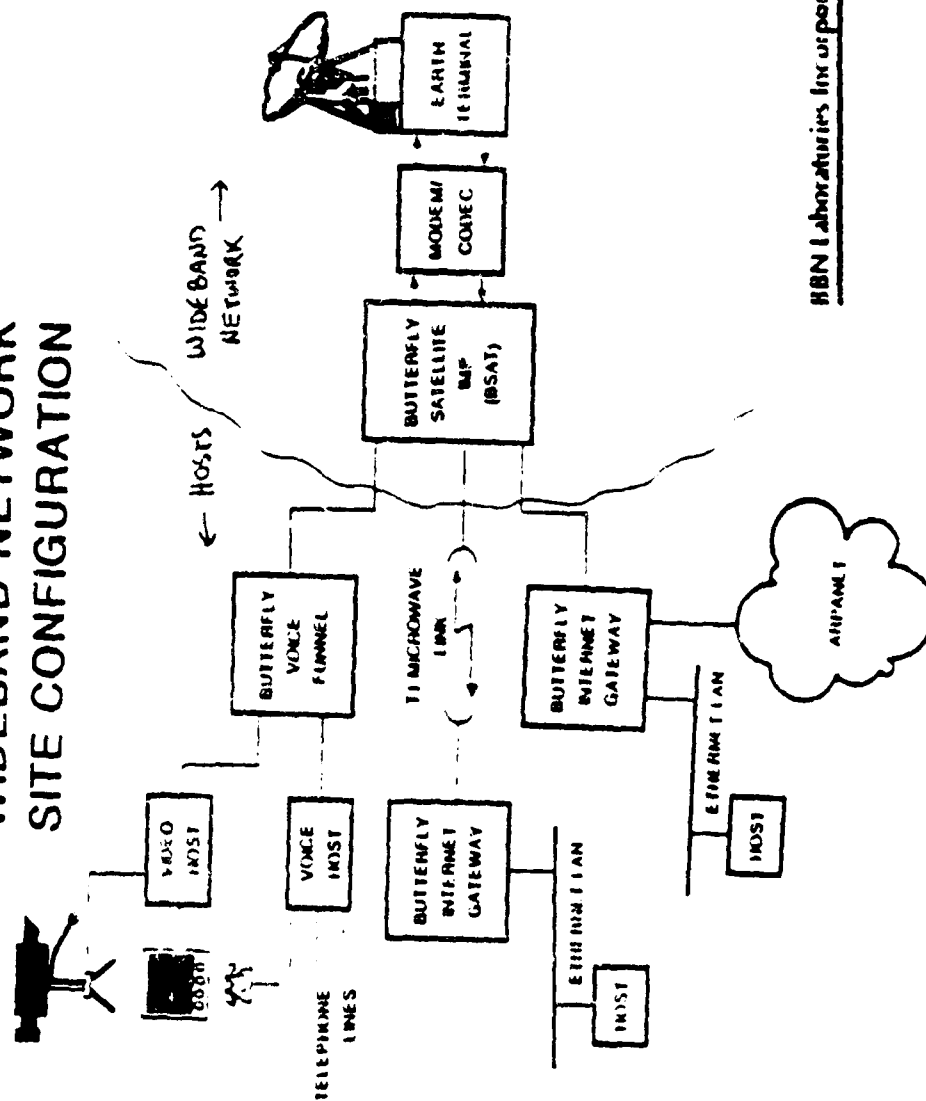 WIDEBAND NETWORK
SITE CONFIGURATION
← HOSTS
WIDEBAND →
NETWORK
VIDEO
HOST
TELEPHONE
LINES
VOICE
HOST
BUTTERFLY
VOICE
FUNNEL
BUTTERFLY
INTERNET
GATEWAY
T1 MICROWAVE
LINK
BUTTERFLY
SATELLITE
IMP
(BSAT)
MODEM/
CODEC
EARTH
TERMINAL
ETHERNET LAN
HOST
BUTTERFLY
INTERNET
GATEWAY
ETHERNET LAN
HOST
ARPANET
BBN Laboratories